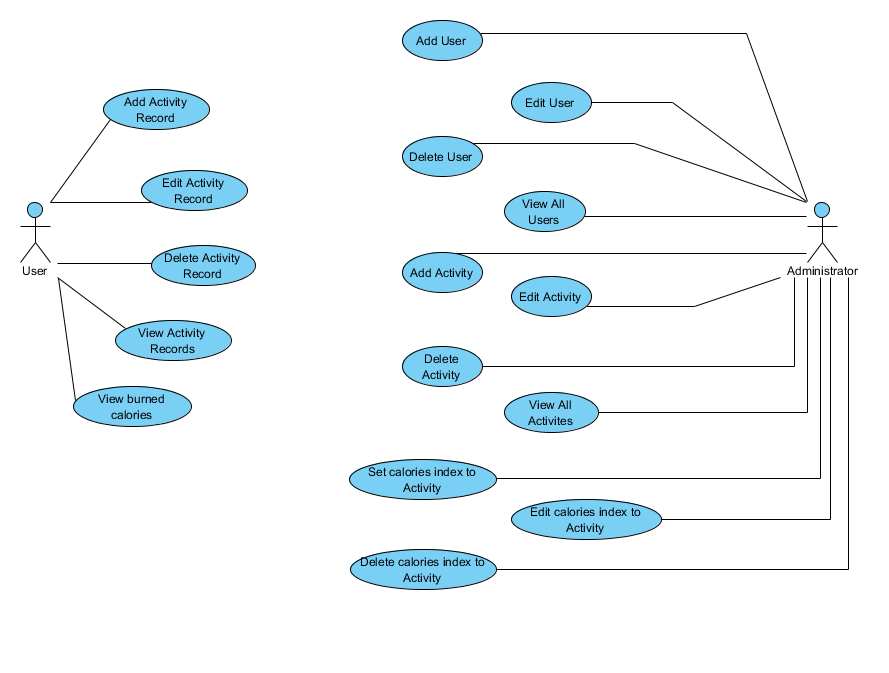 Add User
Add Activity
Record
Edit User
Delete User
Edit Activity
Record
View All
Users
User
Delete Activity
Record
Add Activity
Administrator
Edit Activity
View Activity
Records
Delete
Activity
View burned
calories
View All
Activites
Set calories index to
Activity
Edit calories index to
Activity
Delete calories index to
Activity